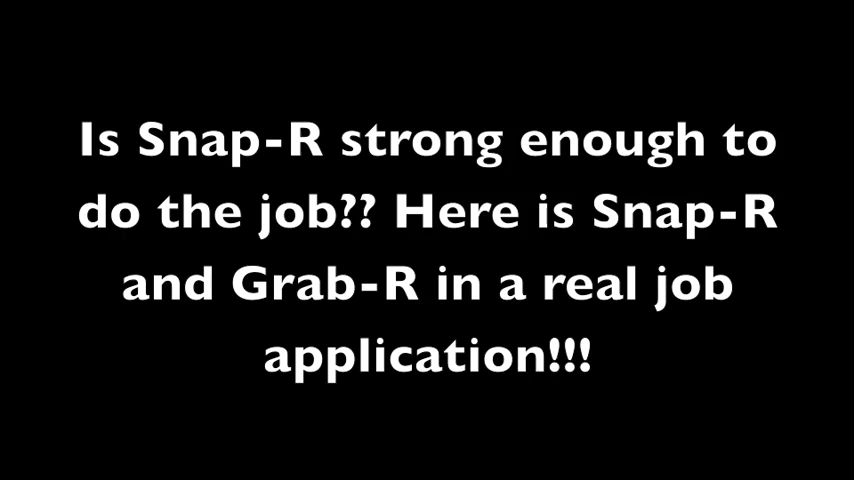 Is Snap-R strong enough to
do the job?? Here is Snap-R
and Grab-R in a real job
application!!!